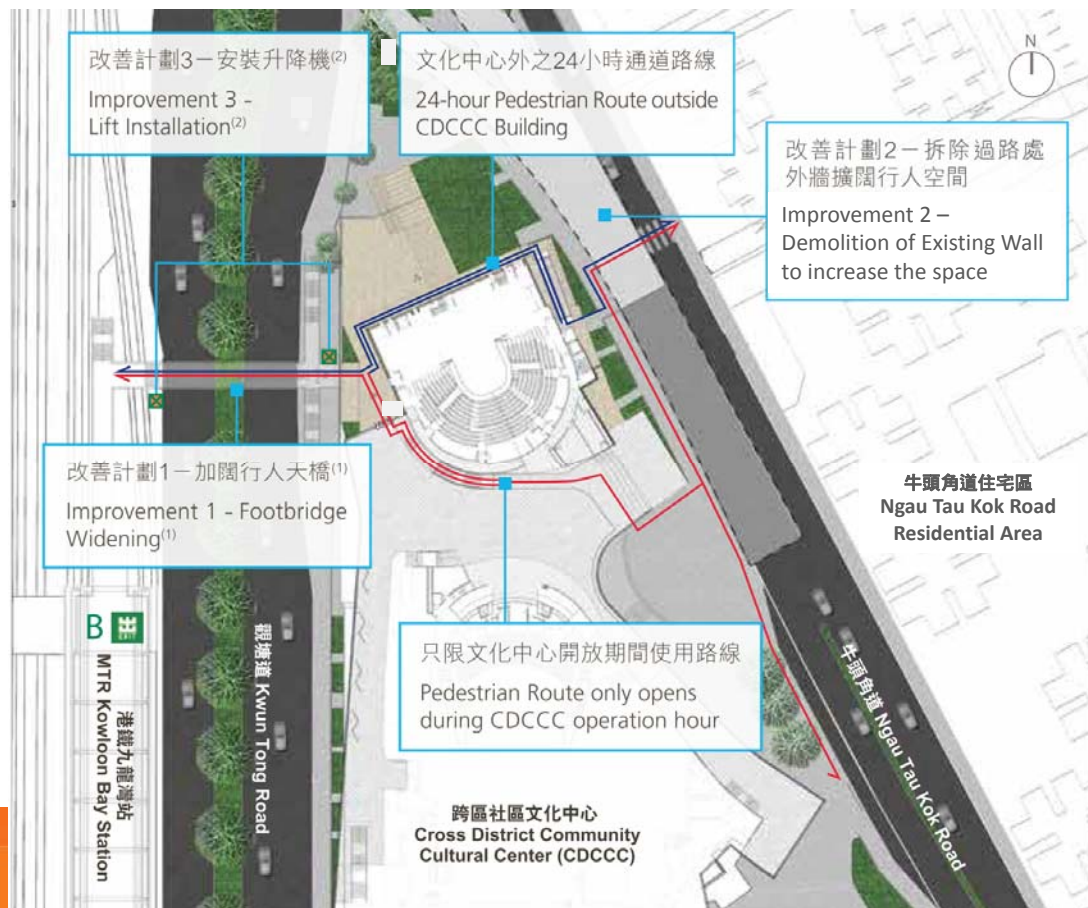 改善計劃3－安裝升降機(2)
Improvement 3 -
Lift Installation(2)
文化中心外之24小時通道路線
24-hour Pedestrian Route outside
CDCCC Building
N
改善計劃2－拆除過路處
外牆擴闊行人空間
Improvement 2 –
Demolition of Existing Wall
to increase the space
改善計劃1－加闊行人天橋(1)
Improvement 1 - Footbridge
Widening(1)
牛頭角道住宅區
Ngau Tau Kok Road
Residential Area
B
EXIT
港鐵九龍灣站
MTR Kowloon Bay Station
觀塘道 Kwun Tong Road
只限文化中心開放期間使用路線
Pedestrian Route only opens
during CDCCC operation hour
牛頭角道 Ngau Tau Kok Road
跨區社區文化中心
Cross District Community
Cultural Center (CDCCC)